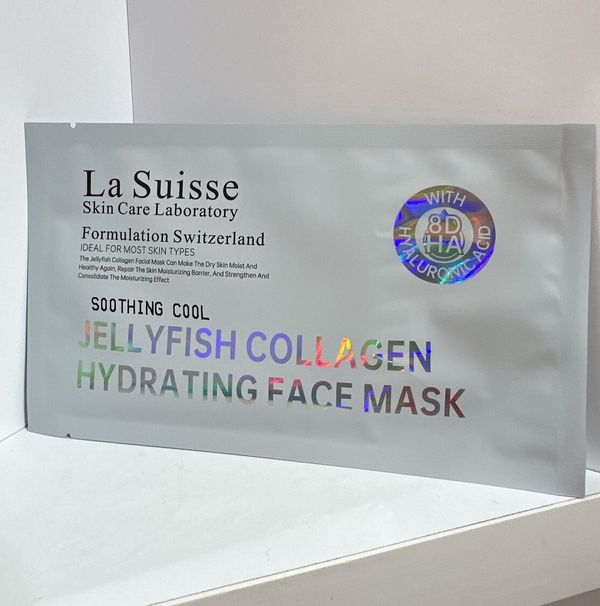 La Suisse
Skin Care Laboratory
Formulation Switzerland
IDEAL FOR MOST SKIN TYPES
The Jellyfish Collagen Facial Mask Can Make The Dry Skin Moist And
Healthy Again, Repair The Skin Moisturizing Barrier, And Strengthen And
Consolidate The Moisturizing Effect
SOOTHING COOL
JELLYFISH COLLAGEN
HYDRATING FACE MASK
WITH
8D
HA
HYALURONIC ACID